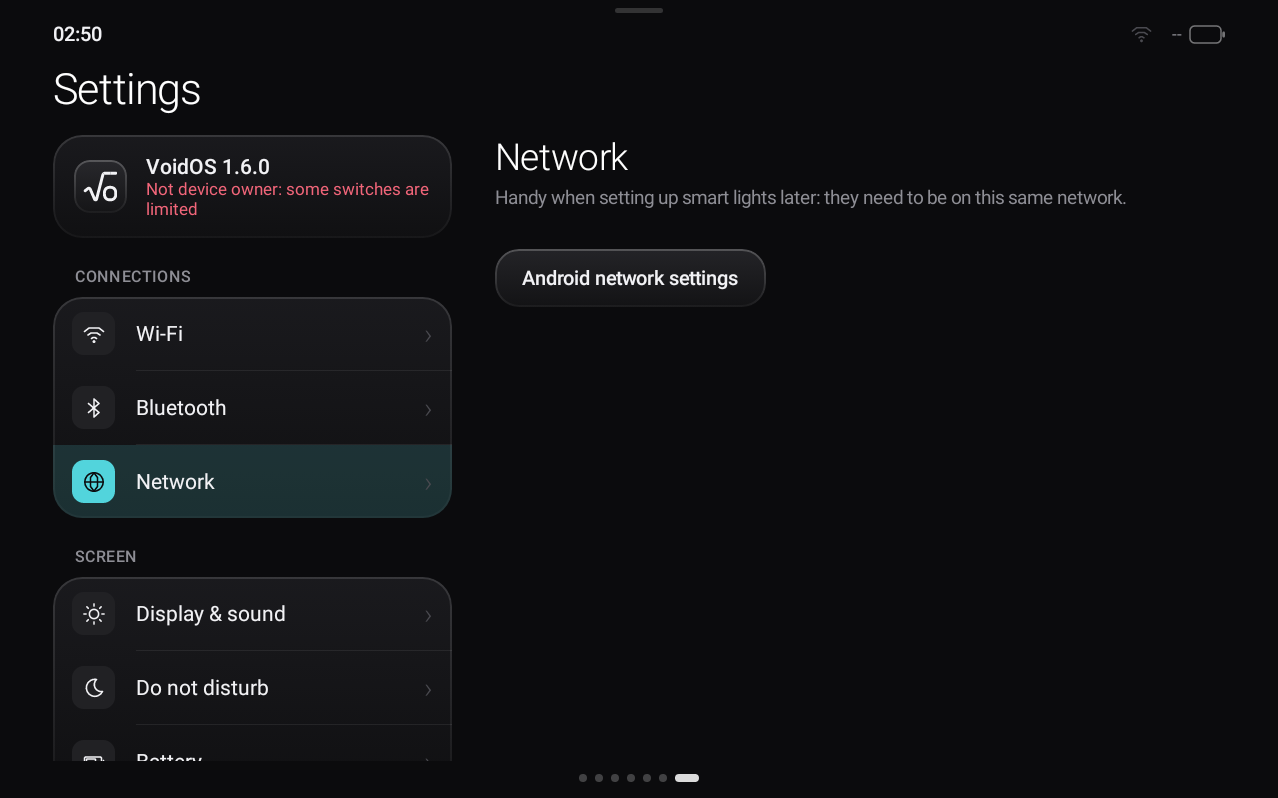 02:50
--
Settings
VoidOS 1.6.0
Not device owner: some switches are
limited
CONNECTIONS
Wi-Fi
Bluetooth
Network
SCREEN
Display & sound
Do not disturb
Battery
Network
Handy when setting up smart lights later: they need to be on this same network.
Android network settings